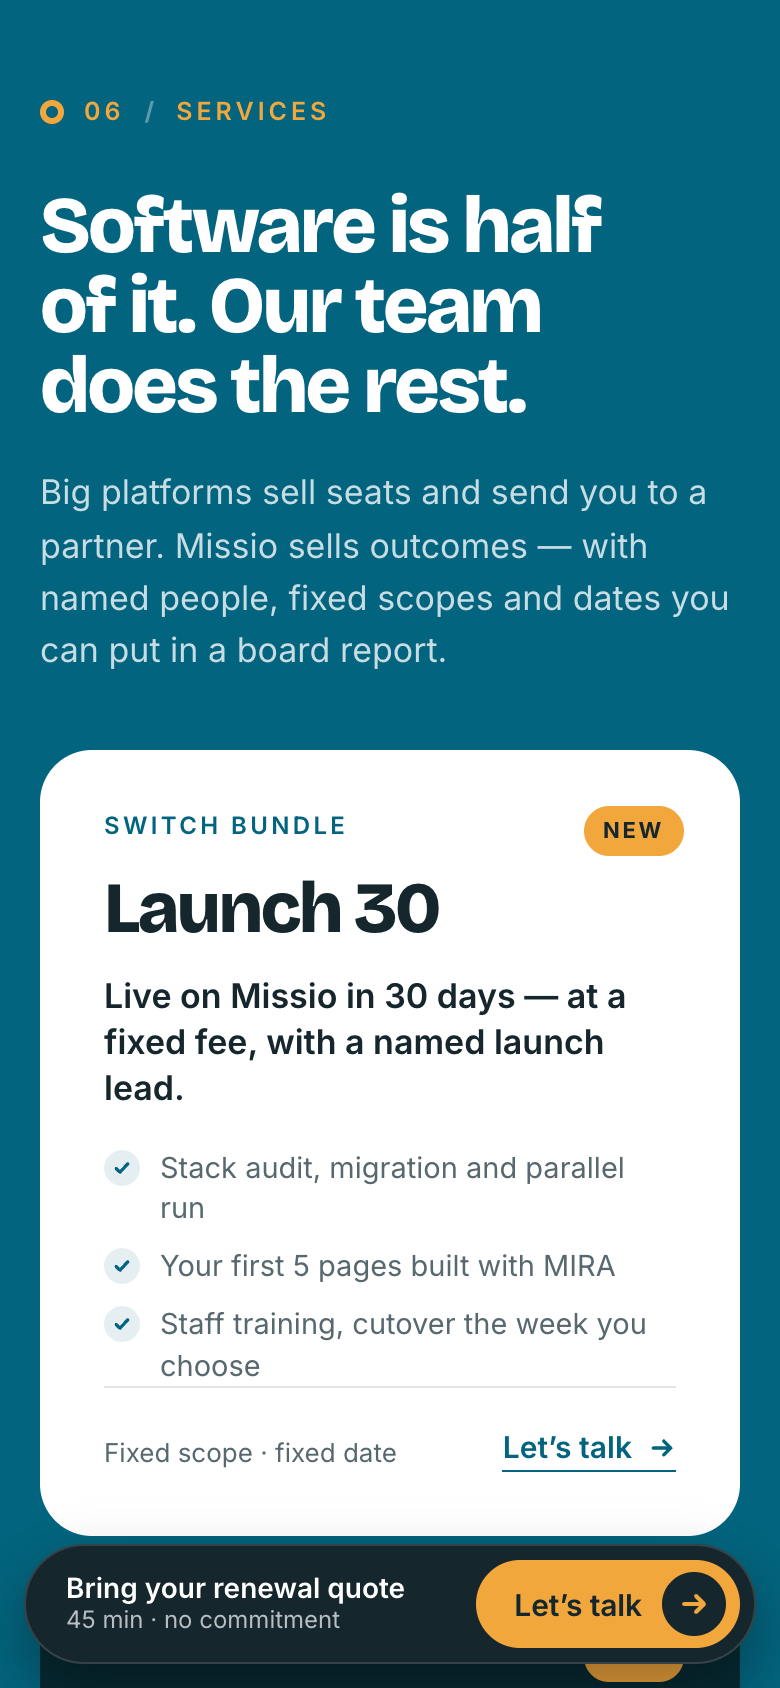 06 / SERVICES
Software is half
of it. Our team
does the rest.
Big platforms sell seats and send you to a
partner. Missio sells outcomes — with
named people, fixed scopes and dates you
can put in a board report.
SWITCH BUNDLE
NEW
Launch 30
Live on Missio in 30 days — at a
fixed fee, with a named launch
lead.
Stack audit, migration and parallel
run
Your first 5 pages built with MIRA
Staff training, cutover the week you
choose
Fixed scope · fixed date
Let’s talk →
Bring your renewal quote
45 min · no commitment
Let’s talk →